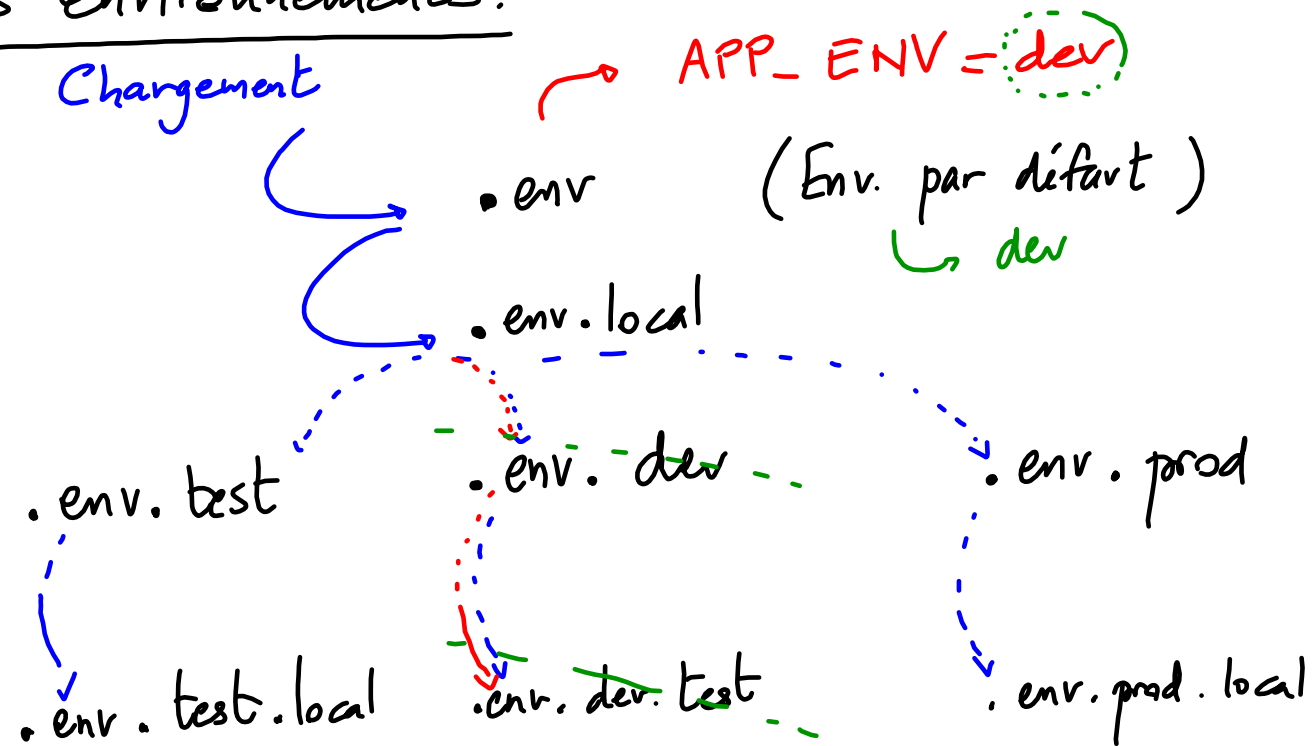 environnements.
Chargement
APP_ENV = dev
.env
(Env. par défaut)
dev
.env.local
.env.test
.env.dev
.env.prod
.env.test.local
.env.dev.test
.env.prod.local